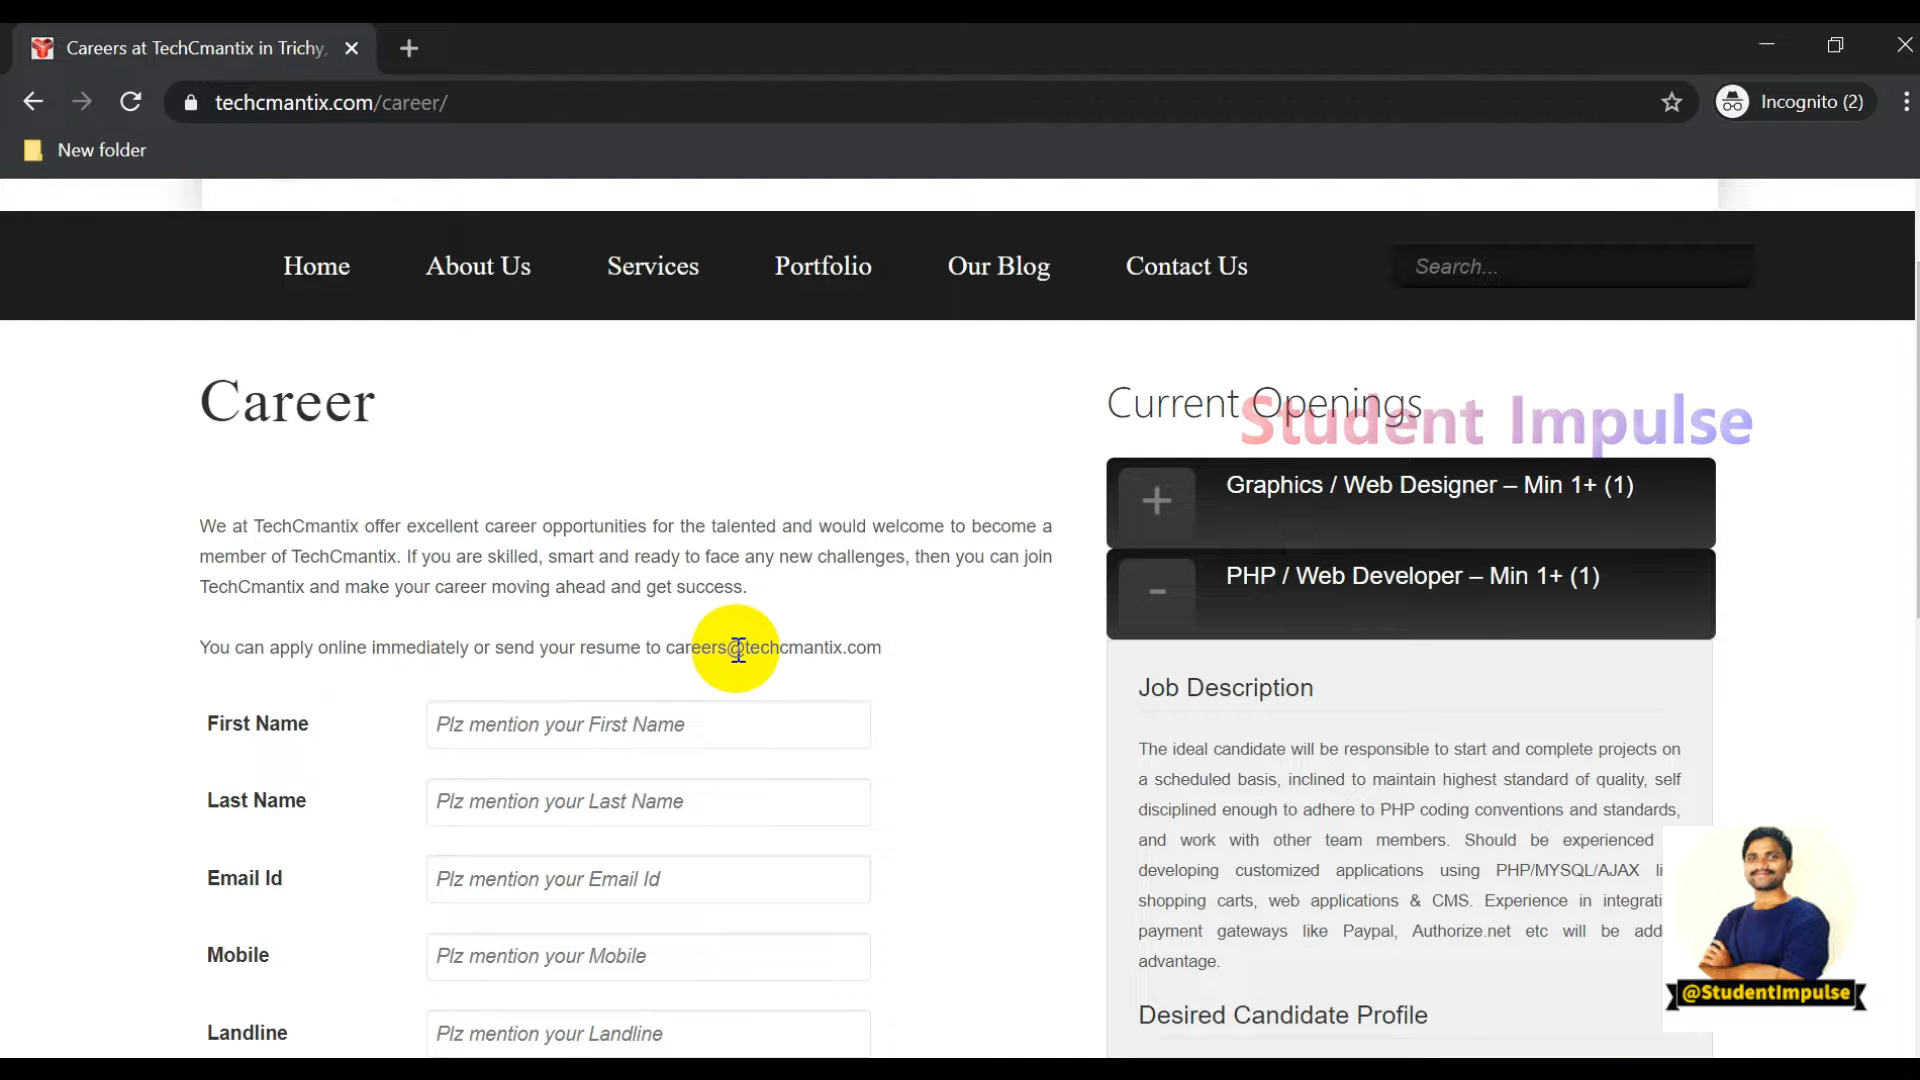 Careers at TechCmantix in Trichy,
techcmantix.com/career/
Incognito (2)
New folder
Home
About Us
Services
Portfolio
Our Blog
Contact Us
Search...
Career
We at TechCmantix offer excellent career opportunities for the talented and would welcome to become a
member of TechCmantix. If you are skilled, smart and ready to face any new challenges, then you can join
TechCmantix and make your career moving ahead and get success.
You can apply online immediately or send your resume to careers@techcmantix.com
First Name
Plz mention your First Name
Last Name
Plz mention your Last Name
Email Id
Plz mention your Email Id
Mobile
Plz mention your Mobile
Landline
Plz mention your Landline
Current Openings
Student Impulse
Graphics / Web Designer – Min 1+ (1)
PHP / Web Developer – Min 1+ (1)
Job Description
The ideal candidate will be responsible to start and complete projects on
a scheduled basis, inclined to maintain highest standard of quality, self
disciplined enough to adhere to PHP coding conventions and standards,
and work with other team members. Should be experienced
developing customized applications using PHP/MYSQL/AJAX
shopping carts, web applications & CMS. Experience in
payment gateways like Paypal, Authorize.net etc will be
advantage.
Desired Candidate Profile
@StudentImpulse